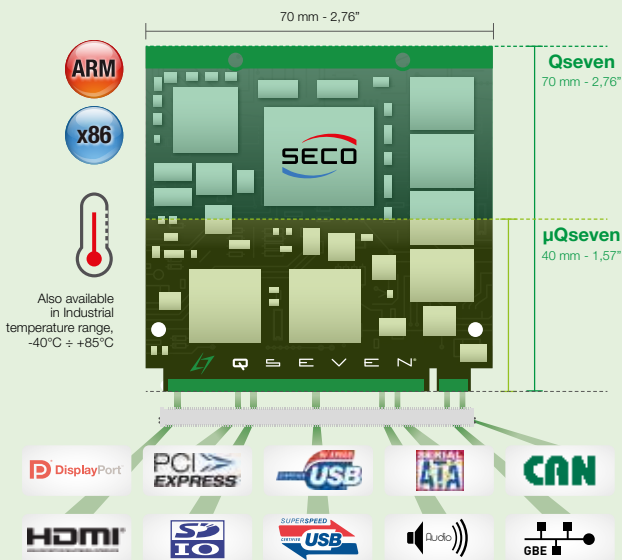 70 mm - 2,76”
ARM
x86
Qseven
70 mm - 2,76”
SECO
µQseven
40 mm - 1,57”
Also available
in Industrial
temperature range,
-40°C ÷ +85°C
QSEVEN
DisplayPort
PCI
EXPRESS
CERTIFIED USB
SERIAL
ATA
CAN
HDMI
SD
IO
SUPERSPEED
CERTIFIED USB
Audio
GBE